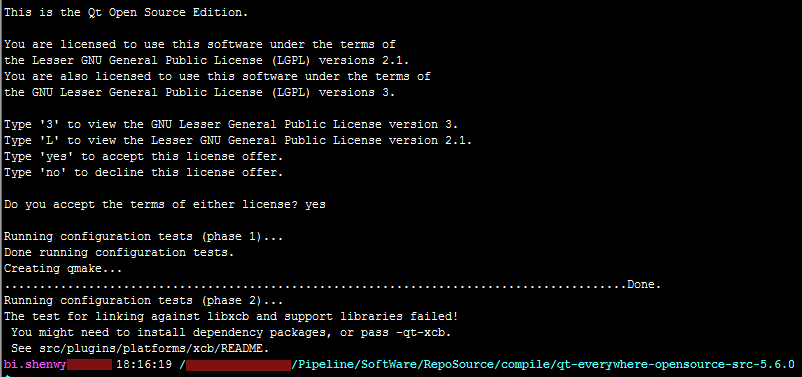 This is the Qt Open Source Edition.
You are licensed to use this software under the terms of
the Lesser GNU General Public License (LGPL) versions 2.1.
You are also licensed to use this software under the terms of
the GNU Lesser General Public License (LGPL) versions 3.
Type '3' to view the GNU Lesser General Public License version 3.
Type 'L' to view the Lesser GNU General Public License version 2.1.
Type 'yes' to accept this license offer.
Type 'no' to decline this license offer.
Do you accept the terms of either license? yes
Running configuration tests (phase 1)...
Done running configuration tests.
Creating qmake...
.........................................................................................Done.
Running configuration tests (phase 2)...
The test for linking against libxcb and support libraries failed!
 You might need to install dependency packages, or pass -qt-xcb.
 See src/plugins/platforms/xcb/README.
bi.shenwy 18:16:19 / /Pipeline/SoftWare/RepoSource/compile/qt-everywhere-opensource-src-5.6.0